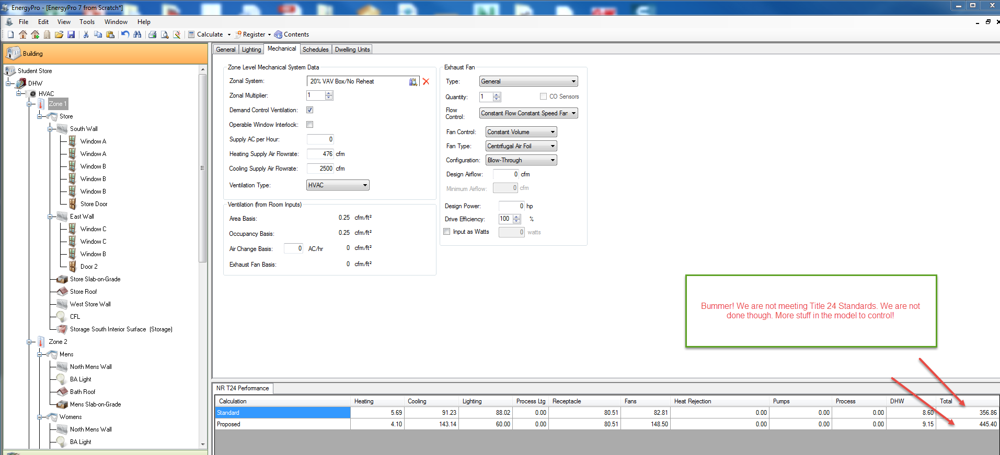 EnergyPro - [EnergyPro 7 from Scratch*]
File Edit View Tools Window Help
Calculate Register Contents
Building
Student Store
DHW
HVAC
Zone 1
Store
South Wall
Window A
Window A
Window B
Window B
Window B
Store Door
East Wall
Window C
Window C
Window B
Door 2
Store Slab-on-Grade
Store Roof
West Store Wall
CFL
Storage South Interior Surface (Storage)
Zone 2
Mens
North Mens Wall
BA Light
Bath Roof
Mens Slab-on-Grade
Womens
North Mens Wall
BA Light
General Lighting Mechanical Schedules Dwelling Units
Zone Level Mechanical System Data
Zonal System: 20% VAV Box/No Reheat
Zonal Multiplier: 1
Demand Control Ventilation:
Operable Window Interlock:
Supply AC per Hour: 0
Heating Supply Air Flowrate: 476 cfm
Cooling Supply Air Flowrate: 2500 cfm
Ventilation Type: HVAC
Ventilation (from Room Inputs)
Area Basis: 0.25 cfm/ft²
Occupancy Basis: 0.25 cfm/ft²
Air Change Basis: 0 AC/hr 0 cfm/ft²
Exhaust Fan Basis: 0 cfm/ft²
Exhaust Fan
Type: General
Quantity: 1 CO Sensors
Flow
Control: Constant Flow Constant Speed Far
Fan Control: Constant Volume
Fan Type: Centrifugal Air Foil
Configuration: Blow-Through
Design Airflow: 0 cfm
Minimum Airflow: 0 cfm
Design Power: 0 hp
Drive Efficiency: 100 %
Input as Watts 0 watts
Bummer! We are not meeting Title 24 Standards. We are not
done though. More stuff in the model to control!
NR T24 Performance
Calculation Heating Cooling Lighting Process Ltg Receptacle Fans Heat Rejection Pumps Process DHW Total
Standard 5.69 91.23 88.02 0.00 80.51 82.81 0.00 0.00 0.00 8.60 356.86
Proposed 4.10 143.14 60.00 0.00 80.51 148.50 0.00 0.00 0.00 9.15 445.40